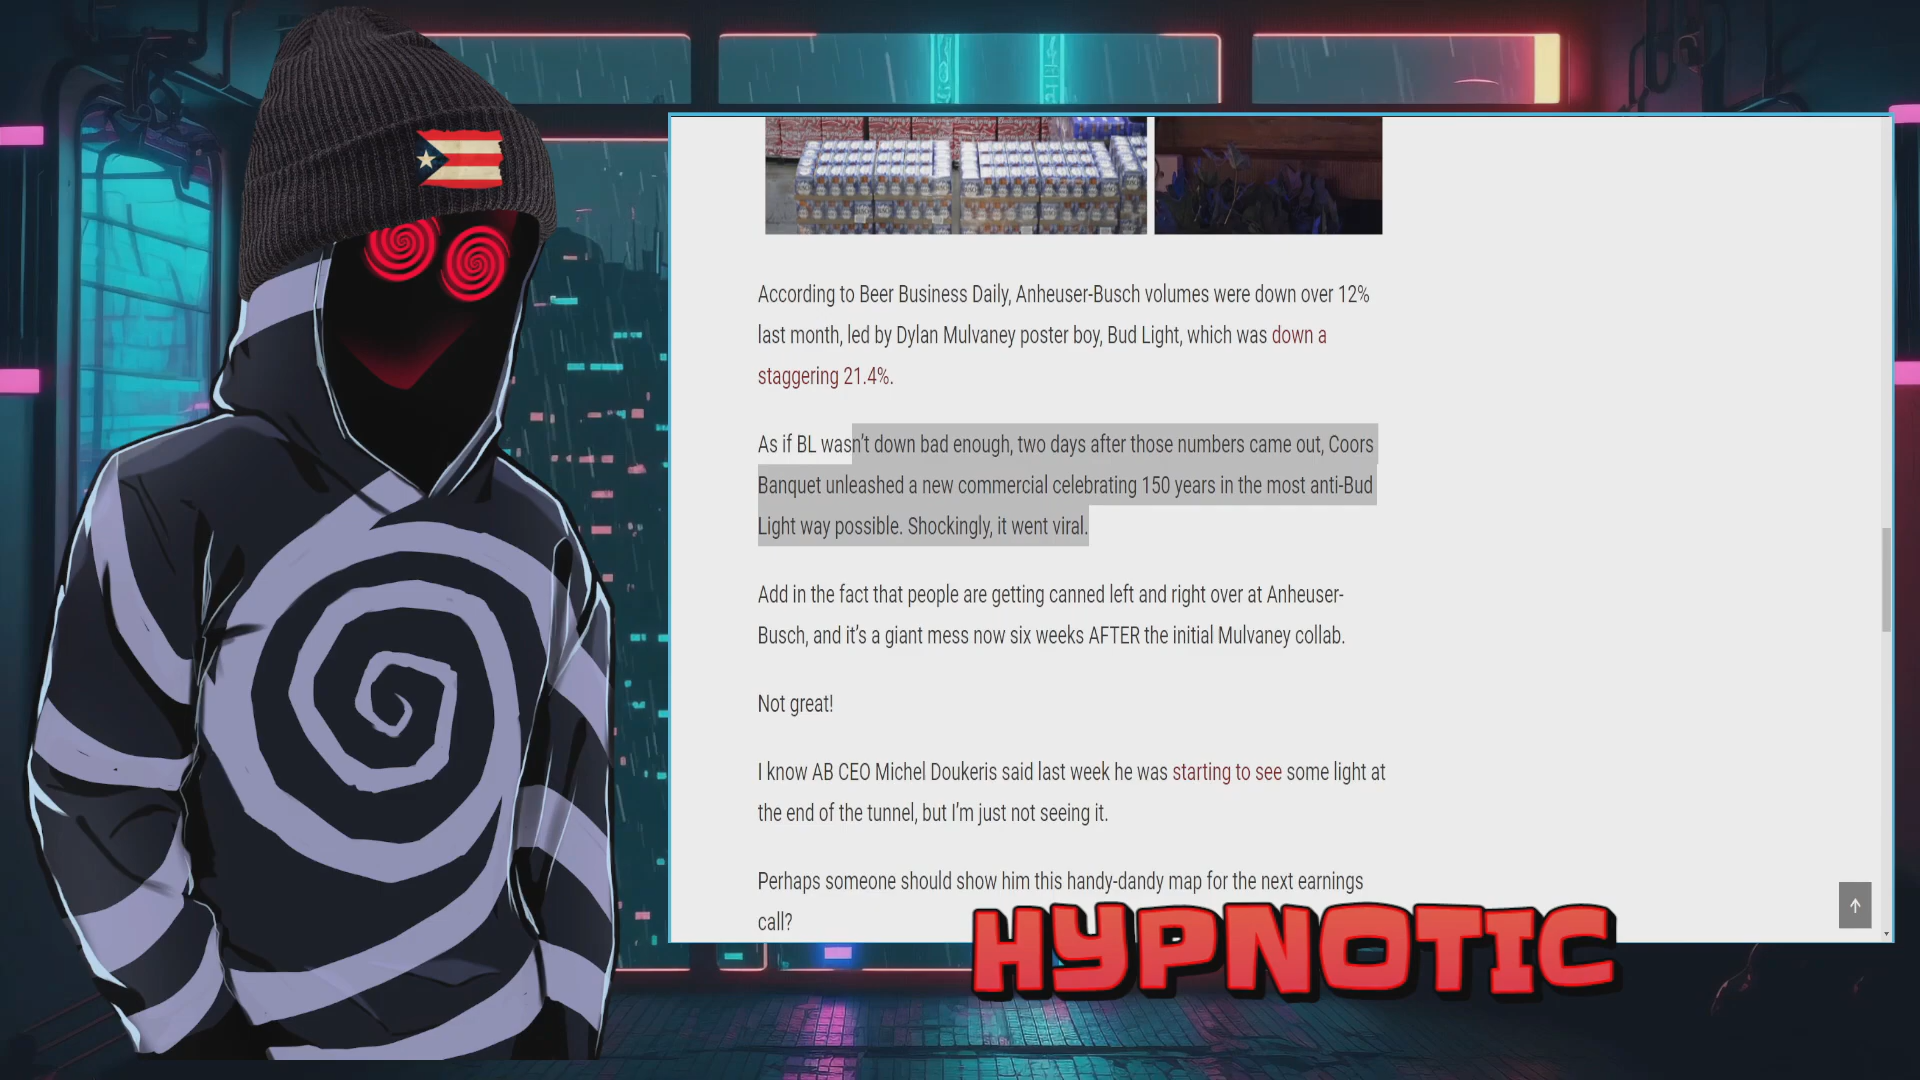 According to Beer Business Daily, Anheuser-Busch volumes were down over 12%
last month, led by Dylan Mulvaney poster boy, Bud Light, which was down a
staggering 21.4%.
As if BL wasn’t down bad enough, two days after those numbers came out, Coors
Banquet unleashed a new commercial celebrating 150 years in the most anti-Bud
Light way possible. Shockingly, it went viral.
Add in the fact that people are getting canned left and right over at Anheuser-
Busch, and it’s a giant mess now six weeks AFTER the initial Mulvaney collab.
Not great!
I know AB CEO Michel Doukeris said last week he was starting to see some light at
the end of the tunnel, but I’m just not seeing it.
Perhaps someone should show him this handy-dandy map for the next earnings
call?
HYPNOTIC